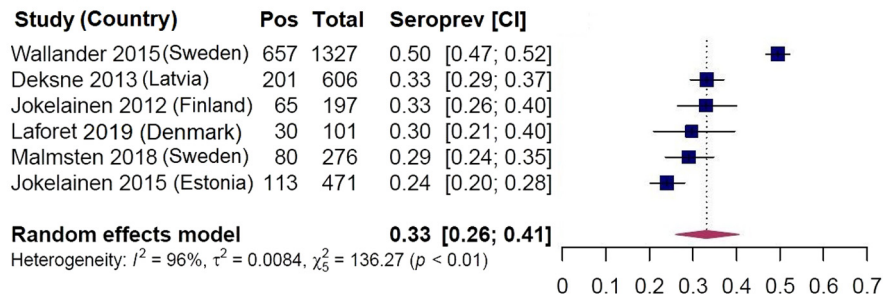 Study (Country) Pos Total Seroprev [CI]
Wallander 2015 (Sweden) 657 1327 0.50 [0.47; 0.52]
Deksne 2013 (Latvia) 201 606 0.33 [0.29; 0.37]
Jokelainen 2012 (Finland) 65 197 0.33 [0.26; 0.40]
Laforet 2019 (Denmark) 30 101 0.30 [0.21; 0.40]
Malmsten 2018 (Sweden) 80 276 0.29 [0.24; 0.35]
Jokelainen 2015 (Estonia) 113 471 0.24 [0.20; 0.28]
Random effects model 0.33 [0.26; 0.41]
Heterogeneity: I² = 96%, τ² = 0.0084, χ²₅ = 136.27 (p < 0.01)
0 0.1 0.2 0.3 0.4 0.5 0.6 0.7